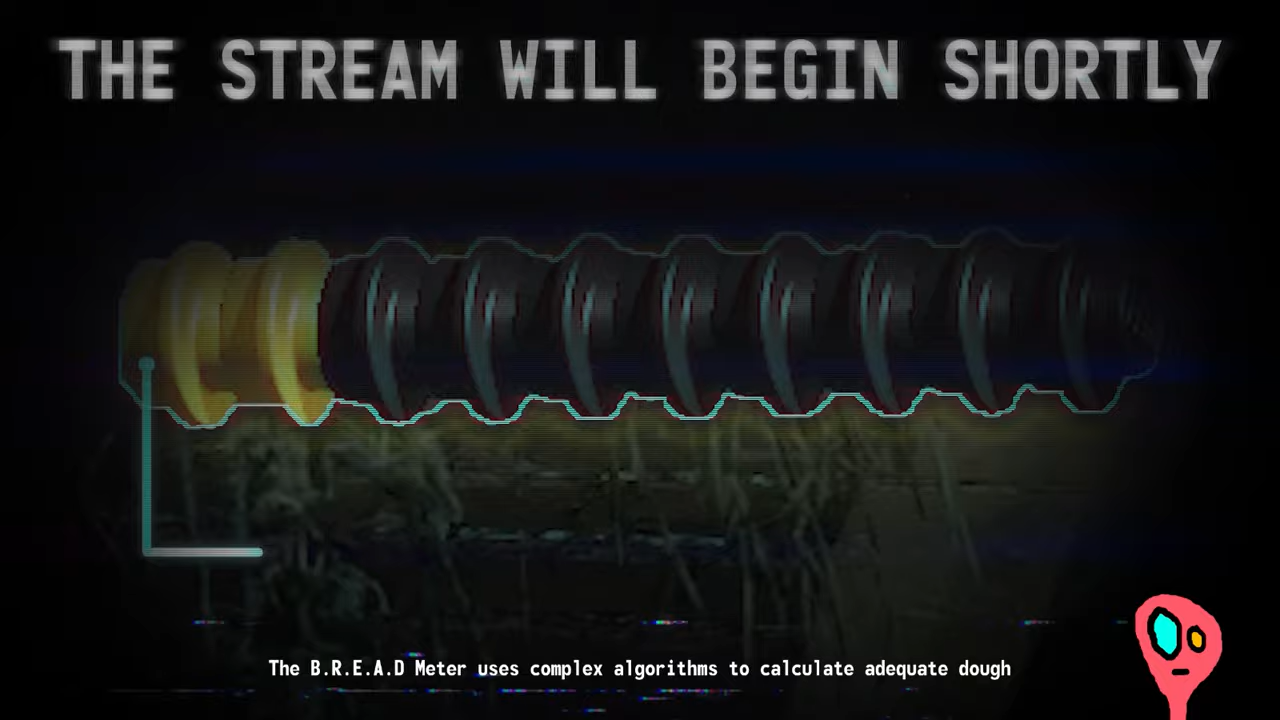 THE STREAM WILL BEGIN SHORTLY
The B.R.E.A.D Meter uses complex algorithms to calculate adequate dough